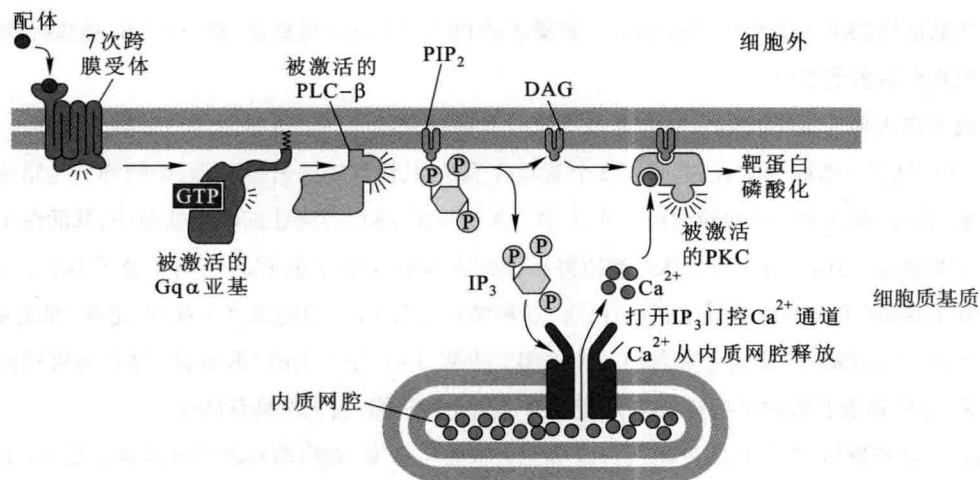 配体
7次跨
膜受体
被激活的
PLC-β
PIP₂
DAG
细胞外
GTP
被激活的
Gqα亚基
P
P
P
P
P
P
IP₃
Ca²⁺
靶蛋白
磷酸化
被激活
的PKC
细胞质基质
打开IP₃门控Ca²⁺通道
Ca²⁺从内质网腔释放
内质网腔